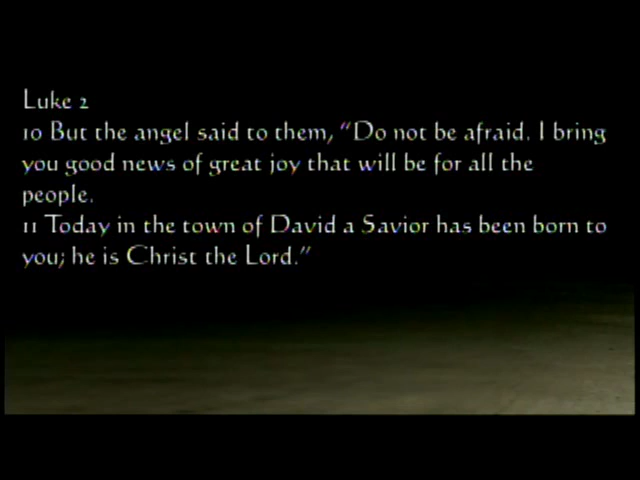 Luke 2
10 But the angel said to them, “Do not be afraid. I bring
you good news of great joy that will be for all the
people.
11 Today in the town of David a Savior has been born to
you; he is Christ the Lord.”